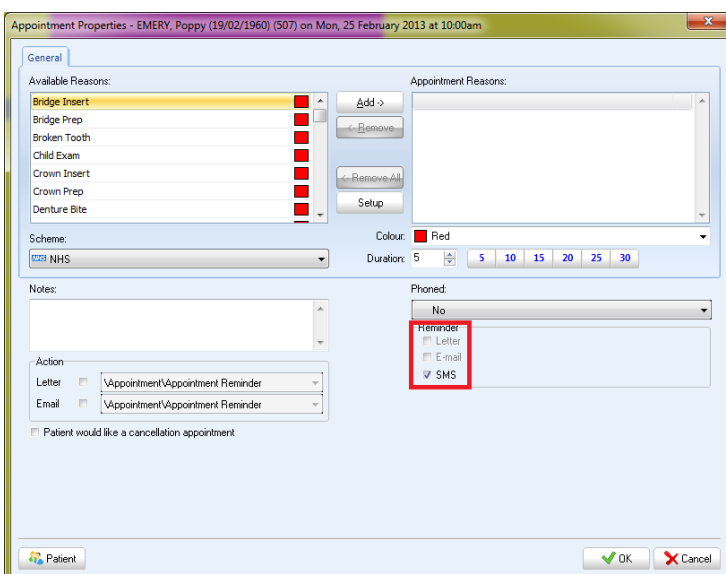 Appointment Properties - EMERY, Poppy (19/02/1960) (507) on Mon, 25 February 2013 at 10:00am
General
Available Reasons:
Bridge Insert
Bridge Prep
Broken Tooth
Child Exam
Crown Insert
Crown Prep
Denture Bite
Add ->
<- Remove
<- Remove All
Setup
Appointment Reasons:
Scheme:
NHS NHS
Colour: Red
Duration: 5 5 10 15 20 25 30
Notes:
Phoned:
No
Reminder
Letter
E-mail
SMS
Action
Letter \Appointment\Appointment Reminder
Email \Appointment\Appointment Reminder
Patient would like a cancellation appointment
Patient
OK
Cancel